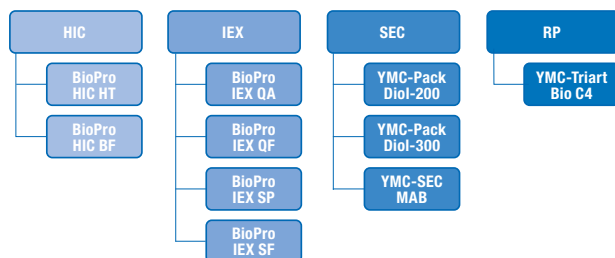 HIC
BioPro
HIC HT
BioPro
HIC BF
IEX
BioPro
IEX QA
BioPro
IEX QF
BioPro
IEX SP
BioPro
IEX SF
SEC
YMC-Pack
Diol-200
YMC-Pack
Diol-300
YMC-SEC
MAB
RP
YMC-Triart
Bio C4